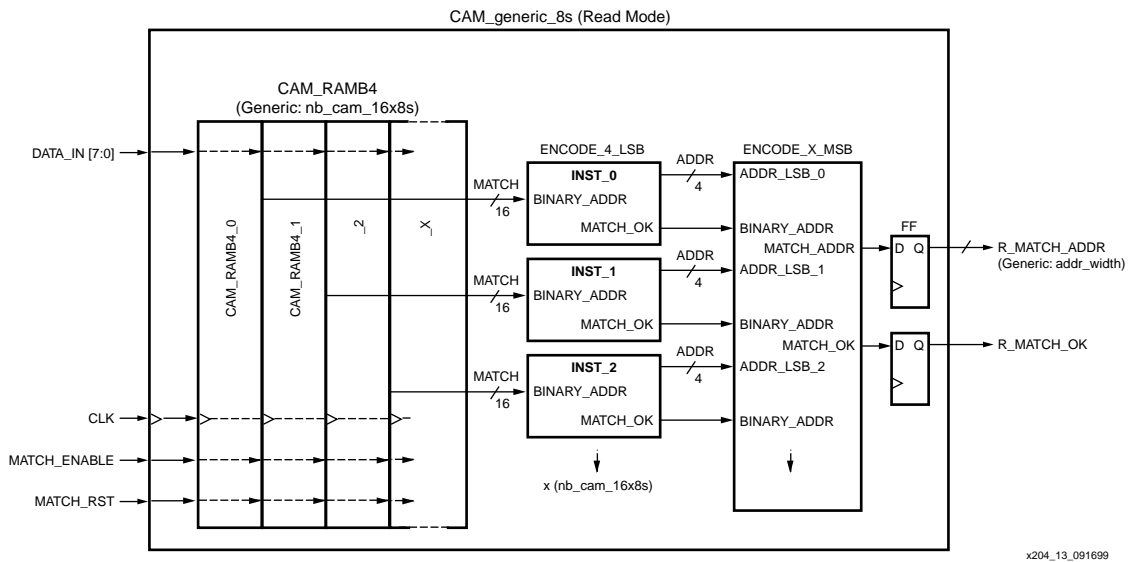 CAM_generic_8s (Read Mode)
CAM_RAMB4
(Generic: nb_cam_16x8s)
DATA_IN [7:0]
CLK
MATCH_ENABLE
MATCH_RST
CAM_RAMB4_0
CAM_RAMB4_1
_2
_X
MATCH
16
MATCH
16
MATCH
16
ENCODE_4_LSB
INST_0
BINARY_ADDR
MATCH_OK
INST_1
BINARY_ADDR
MATCH_OK
INST_2
BINARY_ADDR
MATCH_OK
x (nb_cam_16x8s)
ADDR
4
ADDR
4
ADDR
4
ENCODE_X_MSB
ADDR_LSB_0
BINARY_ADDR
MATCH_ADDR
ADDR_LSB_1
BINARY_ADDR
MATCH_OK
ADDR_LSB_2
BINARY_ADDR
FF
D Q
D Q
R_MATCH_ADDR
(Generic: addr_width)
R_MATCH_OK
x204_13_091699